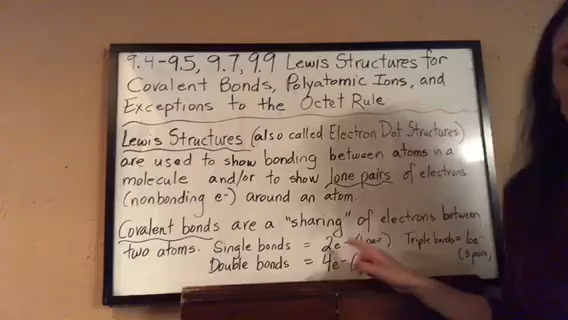 9.4-9.5, 9.7, 9.9 Lewis Structures for
Covalent Bonds, Polyatomic Ions, and
Exceptions to the Octet Rule
Lewis Structures (also called Electron Dot Structures)
are used to show bonding between atoms in a
molecule and/or to show lone pairs of electrons
(nonbonding e-) around an atom.
Covalent bonds are a "sharing" of electrons between
two atoms. Single bonds = 2e- pair) Triple bonds = 6e-
(3 pair,
Double bonds = 4e- (